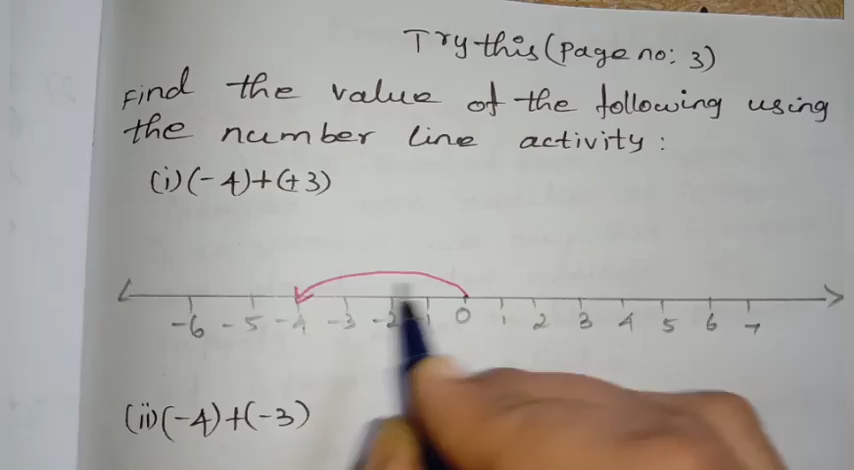 Try this (Page no: 3)
Find the value of the following using
the number line activity:
(i) (-4)+(+3)
-6 -5 -4 -3 -2 -1 0 1 2 3 4 5 6 7
(ii) (-4)+(-3)